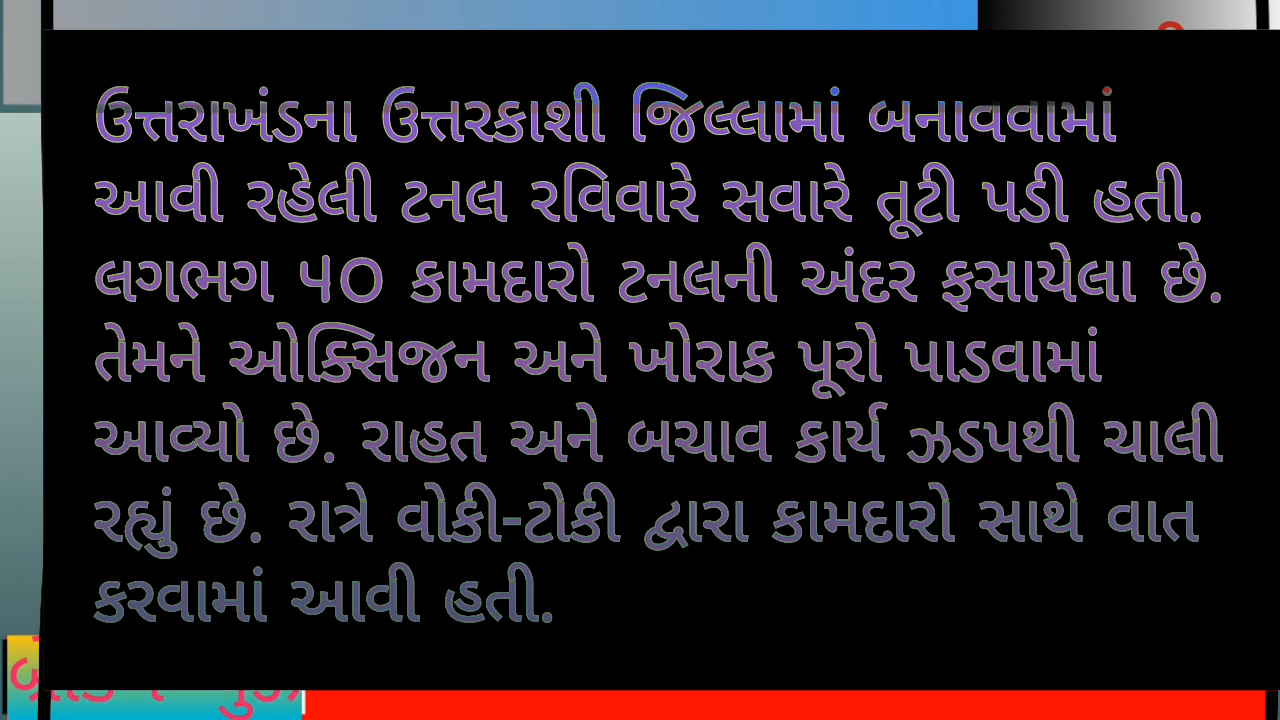 ઉત્તરાખંડના ઉત્તરકાશી જિલ્લામાં બનાવવામાં
આવી રહેલી ટનલ રવિવારે સવારે તૂટી પડી હતી.
લગભગ ૫૦ કામદારો ટનલની અંદર ફસાયેલા છે.
તેમને ઓક્સિજન અને ખોરાક પૂરો પાડવામાં
આવ્યો છે. રાહત અને બચાવ કાર્ય ઝડપથી ચાલી
રહ્યું છે. રાત્રે વોકી-ટોકી દ્વારા કામદારો સાથે વાત
કરવામાં આવી હતી.